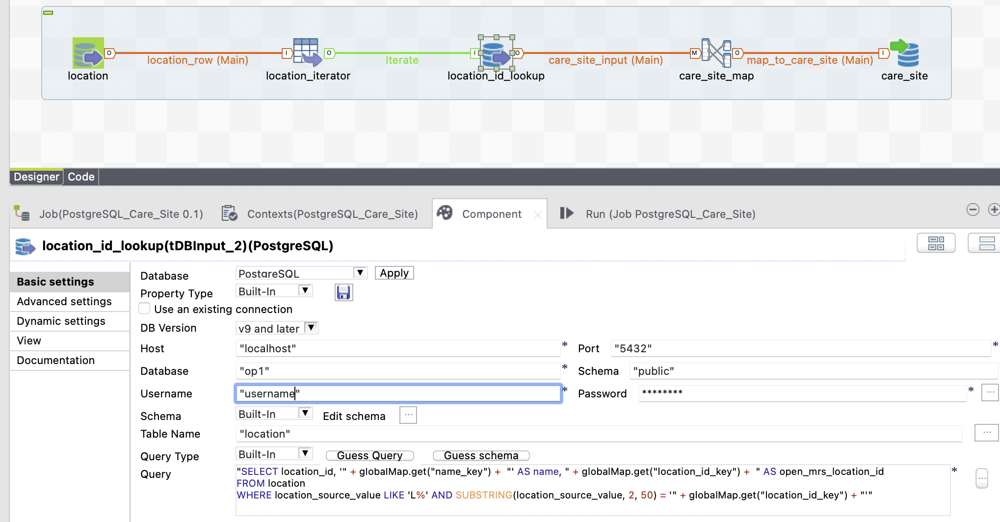 O location_row (Main) I O Iterate I O care_site_input (Main) M O map_to_care_site (Main) I
location location_iterator location_id_lookup care_site_map care_site
Designer Code
Job(PostgreSQL_Care_Site 0.1) Contexts(PostgreSQL_Care_Site) Component Run (Job PostgreSQL_Care_Site)
location_id_lookup(tDBInput_2)(PostgreSQL)
Basic settings
Advanced settings
Dynamic settings
View
Documentation
Database PostgreSQL Apply
Property Type Built-In
Use an existing connection
DB Version v9 and later
Host "localhost" * Port "5432" *
Database "op1" * Schema "public"
Username "username" * Password ******** * ...
Schema Built-In Edit schema ...
Table Name "location" ...
Query Type Built-In Guess Query Guess schema
Query "SELECT location_id, '" + globalMap.get("name_key") + "' AS name, " + globalMap.get("location_id_key") + " AS open_mrs_location_id * ...
FROM location
WHERE location_source_value LIKE 'L%' AND SUBSTRING(location_source_value, 2, 50) = '" + globalMap.get("location_id_key") + "'"